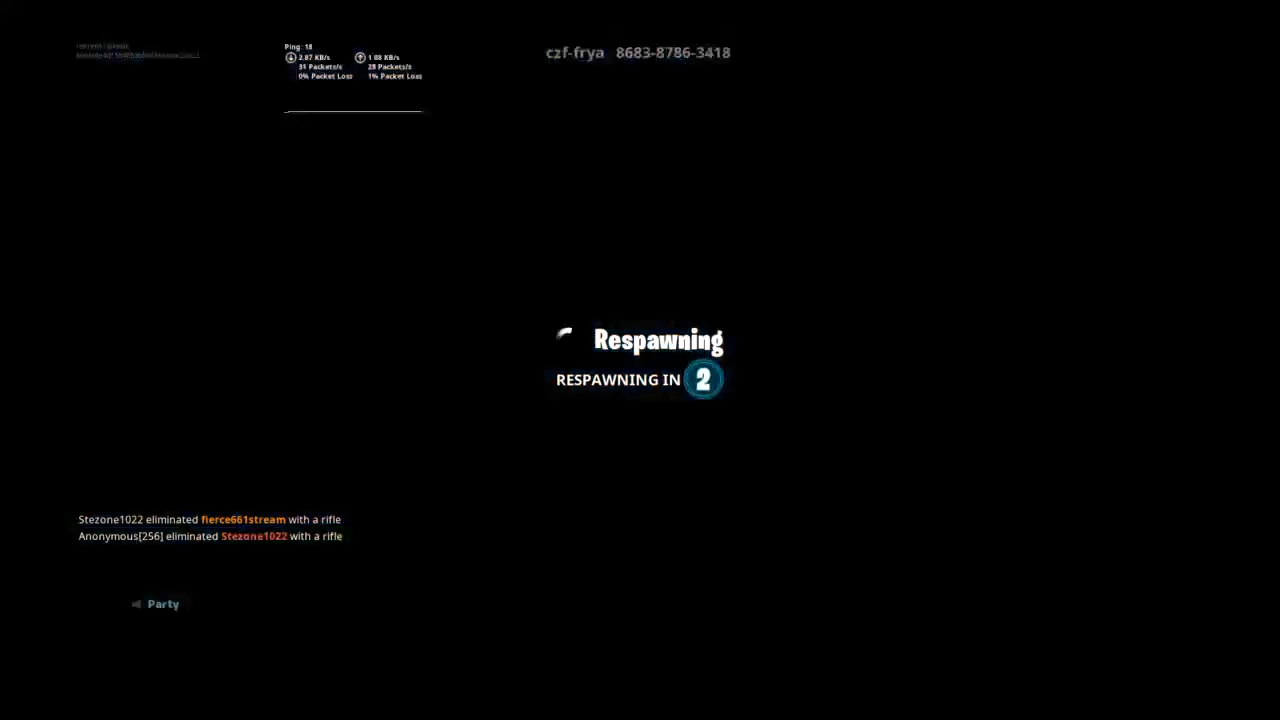 Ping: 18
2.87 KB/s 1.08 KB/s
31 Packets/s 28 Packets/s
0% Packet Loss 1% Packet Loss
czf-frya 8683-8786-3418
Respawning
RESPAWNING IN 2
Stezone1022 eliminated fierce661stream with a rifle
Anonymous[256] eliminated Stezone1022 with a rifle
Party